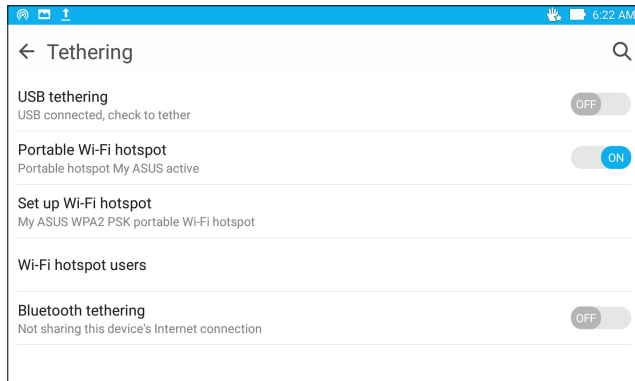 6:22 AM
Tethering
USB tethering
USB connected, check to tether
OFF
Portable Wi-Fi hotspot
Portable hotspot My ASUS active
ON
Set up Wi-Fi hotspot
My ASUS WPA2 PSK portable Wi-Fi hotspot
Wi-Fi hotspot users
Bluetooth tethering
Not sharing this device's Internet connection
OFF